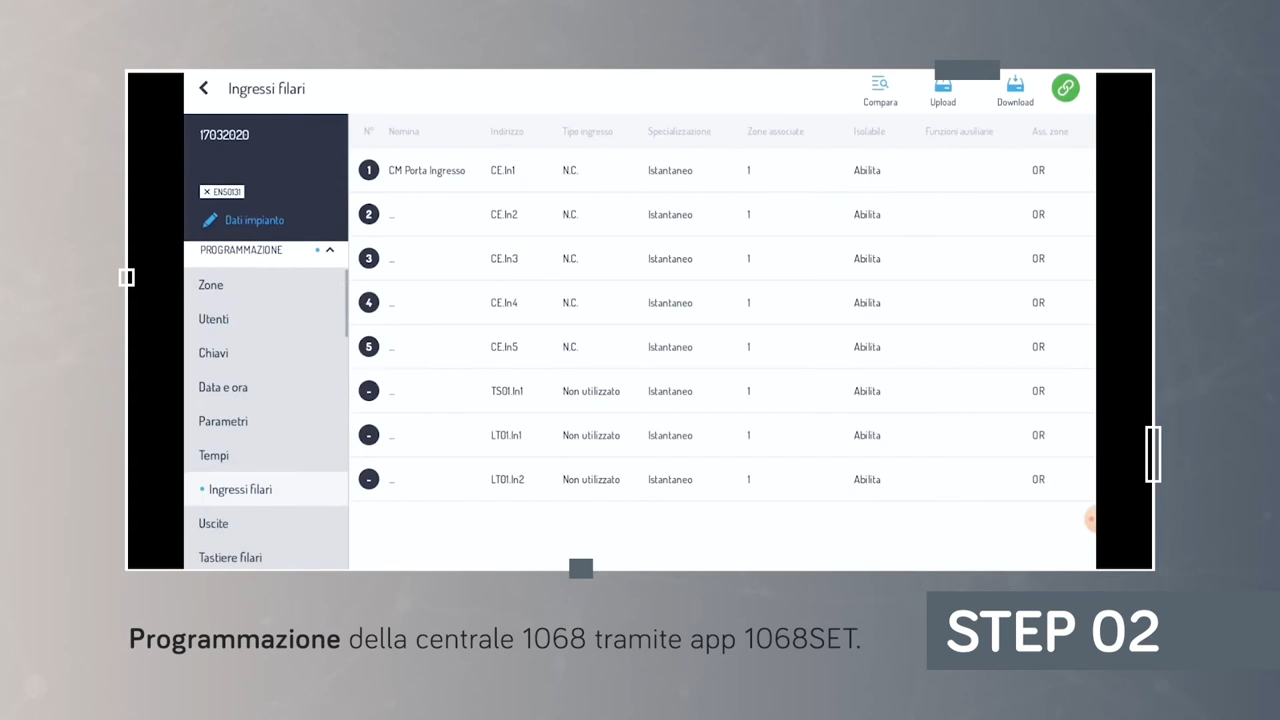 Ingressi filari
Compara
Upload
Download
17032020
× EN50131
Dati impianto
PROGRAMMAZIONE
Zone
Utenti
Chiavi
Data e ora
Parametri
Tempi
• Ingressi filari
Uscite
Tastiere filari
N° Nomina Indirizzo Tipo ingresso Specializzazione Zone associate Isolabile Funzioni ausiliarie Ass. zone
1 CM Porta Ingresso CE.In1 N.C. Istantaneo 1 Abilita OR
2 _ CE.In2 N.C. Istantaneo 1 Abilita OR
3 _ CE.In3 N.C. Istantaneo 1 Abilita OR
4 _ CE.In4 N.C. Istantaneo 1 Abilita OR
5 _ CE.In5 N.C. Istantaneo 1 Abilita OR
- _ TS01.In1 Non utilizzato Istantaneo 1 Abilita OR
- _ LT01.In1 Non utilizzato Istantaneo 1 Abilita OR
- _ LT01.In2 Non utilizzato Istantaneo 1 Abilita OR
Programmazione della centrale 1068 tramite app 1068SET.
STEP 02